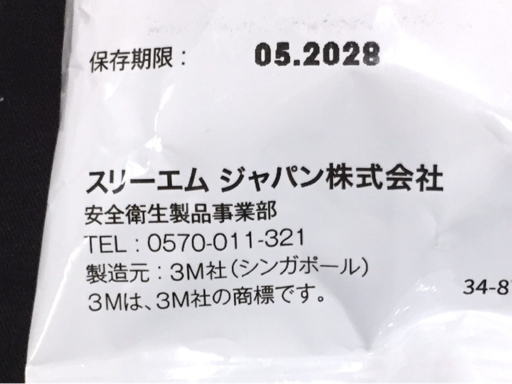 保存期限： 05.2028
スリーエム ジャパン株式会社
安全衛生製品事業部
TEL : 0570-011-321
製造元 : 3M社(シンガポール)
3Mは、3M社の商標です。
34-8